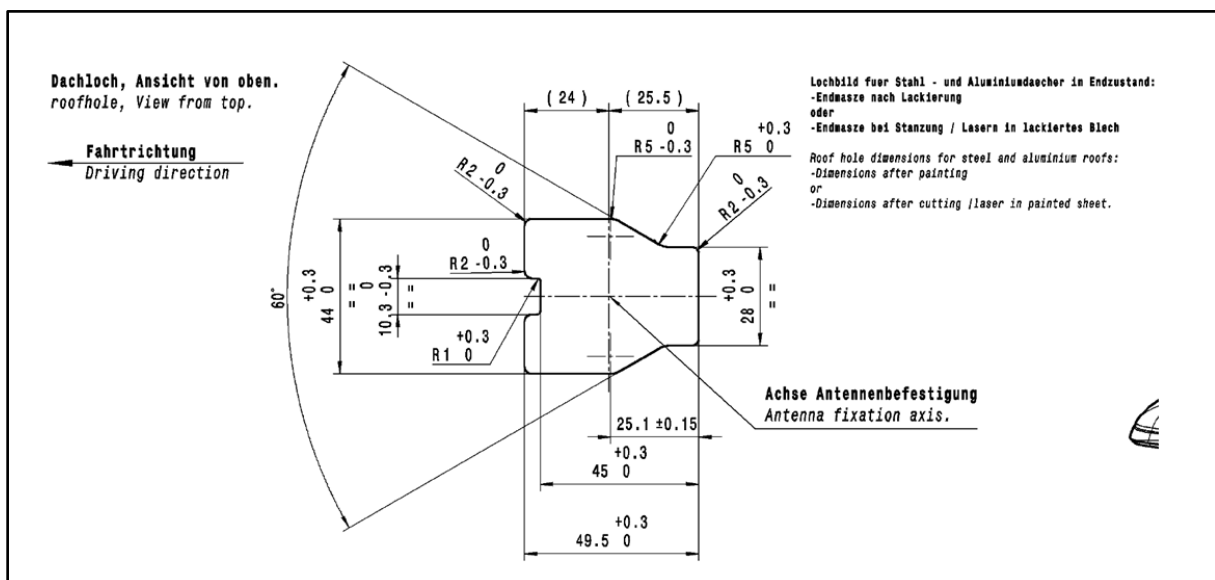 Dachloch, Ansicht von oben.
roofhole, View from top.
Fahrtrichtung
Driving direction
( 24 )
( 25.5 )
0
R5 -0.3
+0.3
R5 0
0
R2 -0.3
0
R2 -0.3
0
R2 -0.3
+0.3
R1 0
60°
+0.3
44 0
= =
0
10.3 -0.3
= =
+0.3
28 0
= =
Lochbild fuer Stahl - und Aluminiumdaecher in Endzustand:
-Endmasze nach Lackierung
oder
-Endmasze bei Stanzung / Lasern in lackiertes Blech
Roof hole dimensions for steel and aluminium roofs:
-Dimensions after painting
or
-Dimensions after cutting /laser in painted sheet.
Achse Antennenbefestigung
Antenna fixation axis.
25.1 ±0.15
+0.3
45 0
+0.3
49.5 0